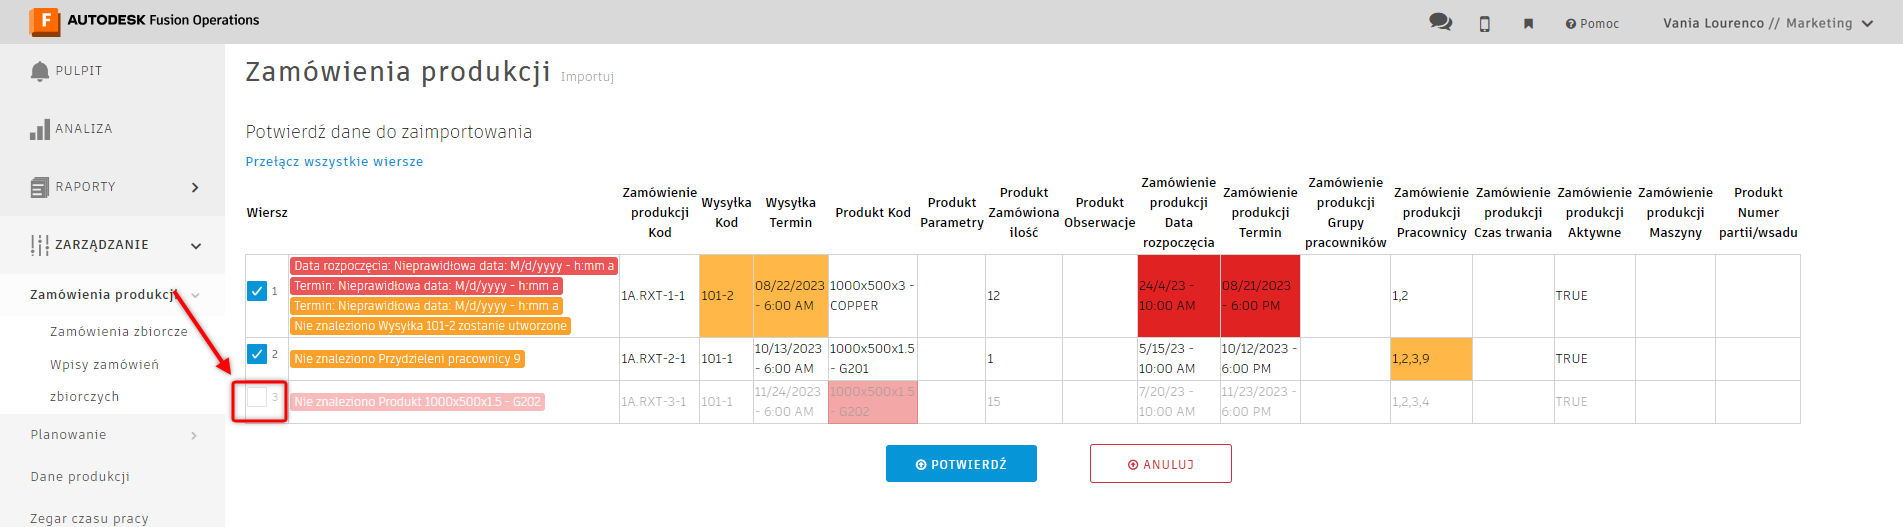 AUTODESK Fusion Operations
Pomoc
Vania Lourenco // Marketing
PULPIT
ANALIZA
RAPORTY
ZARZĄDZANIE
Zamówienia produkcji
Zamówienia zbiorcze
Wpisy zamówień
zbiorczych
Planowanie
Dane produkcji
Zegar czasu pracy
Zamówienia produkcji Importuj
Potwierdź dane do zaimportowania
Przełącz wszystkie wiersze
Wiersz
Zamówienie
produkcji
Kod
Wysyłka
Kod
Wysyłka
Termin
Produkt Kod
Produkt
Parametry
Produkt
Zamówiona
ilość
Produkt
Obserwacje
Zamówienie
produkcji
Data
rozpoczęcia
Zamówienie
produkcji
Termin
Zamówienie
produkcji
Grupy
pracowników
Zamówienie
produkcji
Pracownicy
Zamówienie
produkcji
Czas trwania
Zamówienie
produkcji
Aktywne
Zamówienie
produkcji
Maszyny
Produkt
Numer
partii/wsadu
1
Data rozpoczęcia: Nieprawidłowa data: M/d/yyyy - h:mm a
Termin: Nieprawidłowa data: M/d/yyyy - h:mm a
Termin: Nieprawidłowa data: M/d/yyyy - h:mm a
Nie znaleziono Wysyłka 101-2 zostanie utworzone
1A.RXT-1-1
101-2
08/22/2023
- 6:00 AM
1000x500x3 -
COPPER
12
24/4/23 -
10:00 AM
08/21/2023
- 6:00 PM
1,2
TRUE
2
Nie znaleziono Przydzieleni pracownicy 9
1A.RXT-2-1
101-1
10/13/2023
- 6:00 AM
1000x500x1.5
- G201
1
5/15/23 -
10:00 AM
10/12/2023
- 6:00 PM
1,2,3,9
TRUE
3
Nie znaleziono Produkt 1000x500x1.5 - G202
1A.RXT-3-1
101-1
11/24/2023
- 6:00 AM
1000x500x1.5
- G202
15
7/20/23 -
10:00 AM
11/23/2023
- 6:00 PM
1,2,3,4
TRUE
POTWIERDŹ
ANULUJ